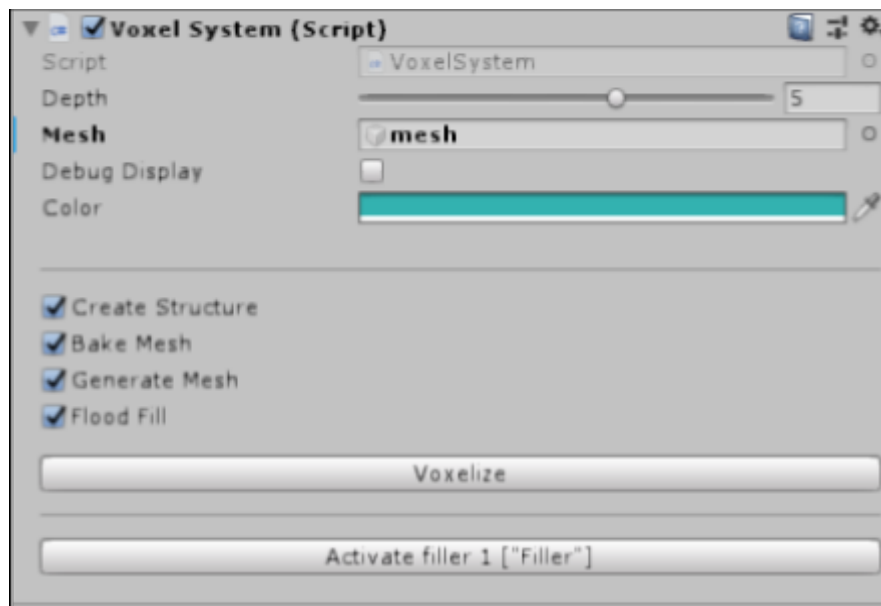 Voxel System (Script)
Script VoxelSystem
Depth 5
Mesh mesh
Debug Display
Color
Create Structure
Bake Mesh
Generate Mesh
Flood Fill
Voxelize
Activate filler 1 ["Filler"]